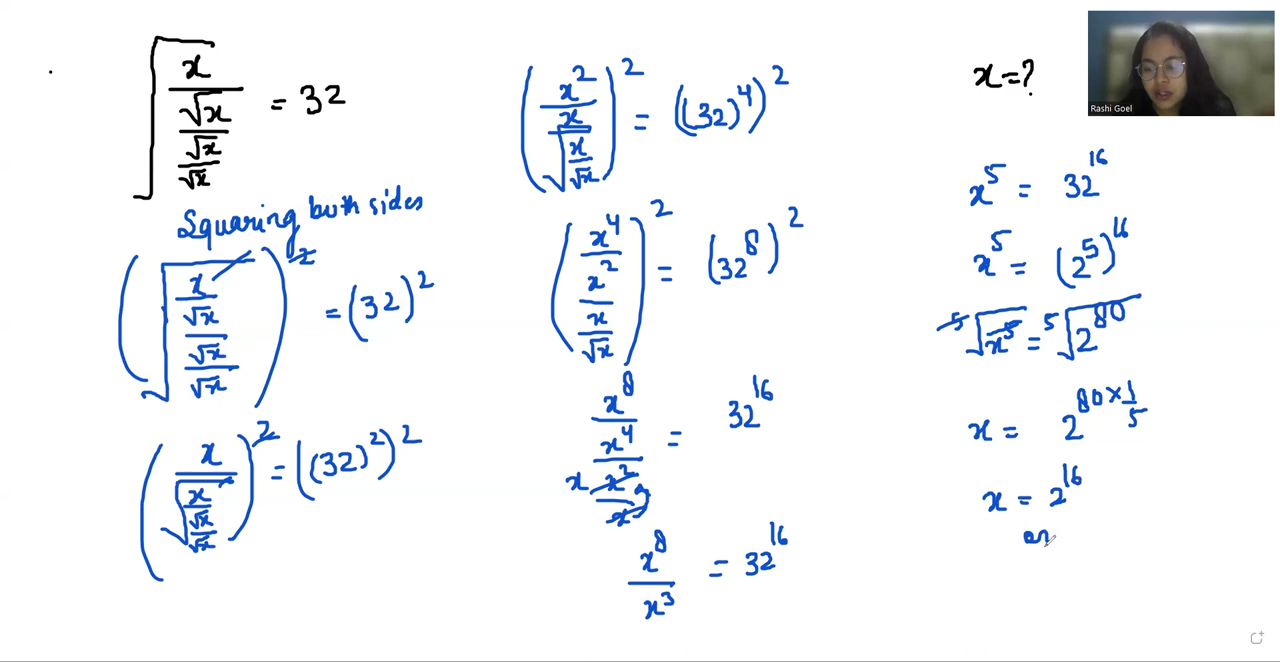 √(x/(√x/(√x/√x))) = 32
Squaring both sides
(√(x/(√x/(√x/√x))))² = (32)²
(x/√(x/(√x/√x)))² = ((32)²)²
(x²/(x/√(x/√x)))² = ((32)⁴)²
(x⁴/(x²/(x/√x)))² = (32⁸)²
x⁸/(x⁴/(x²/x)) = 32¹⁶
x
x⁸/x³ = 32¹⁶
x=?
x⁵ = 32¹⁶
x⁵ = (2⁵)¹⁶
⁵√x⁵ = ⁵√2⁸⁰
x = 2^(80×1/5)
x = 2¹⁶
or
Rashi Goel